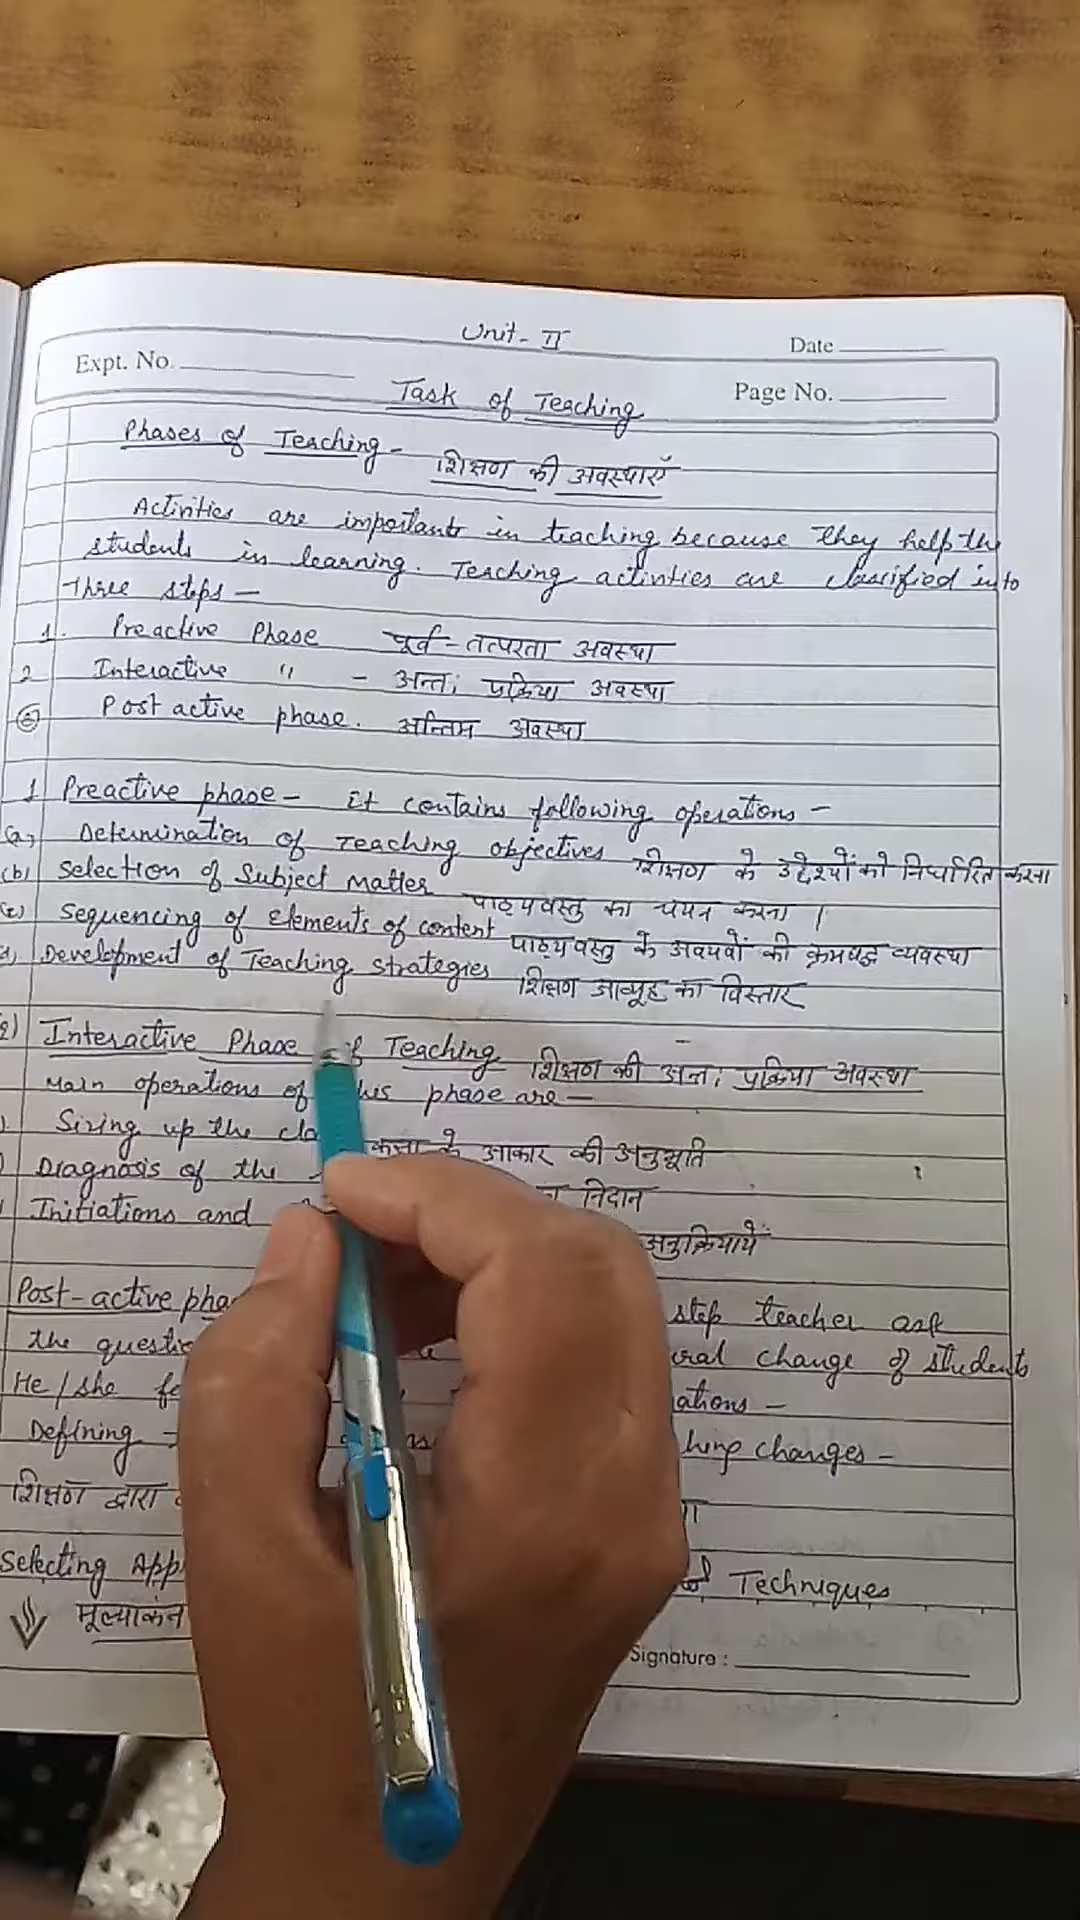 Unit - II
Date
Expt. No.
Page No.
Task of Teaching
Phases of Teaching - शिक्षण की अवस्थाएँ
Activities are important in teaching because they help the
students in learning. Teaching activities are classified into
Three steps -
1. Preactive Phase पूर्व - तत्परता अवस्था
2 Interactive " - अन्त: प्रक्रिया अवस्था
③ Post active phase. अन्तिम अवस्था
1 Preactive phase - It contains following operations -
(a) Determination of Teaching objectives शिक्षण के उद्देश्यों को निर्धारित करना
(b) Selection of Subject Matter पाठ्यवस्तु का चयन करना ।
(c) Sequencing of elements of content पाठ्यवस्तु के अवयवों की क्रमबद्ध व्यवस्था
d) Development of Teaching strategies शिक्षण आव्यूह का विस्तार
2) Interactive Phase of Teaching शिक्षण की अन्त: प्रक्रिया अवस्था
Main operations of this phase are -
Sizing up the कक्षा के आकार की अनुभूति
Diagnosis of the निदान
Initiations and अनुक्रियायें
Post-active step teacher ask
the change of students
He/she
Defining changes -
शिक्षण द्वारा
Selecting Techniques
मूल्यांकन
Signature :